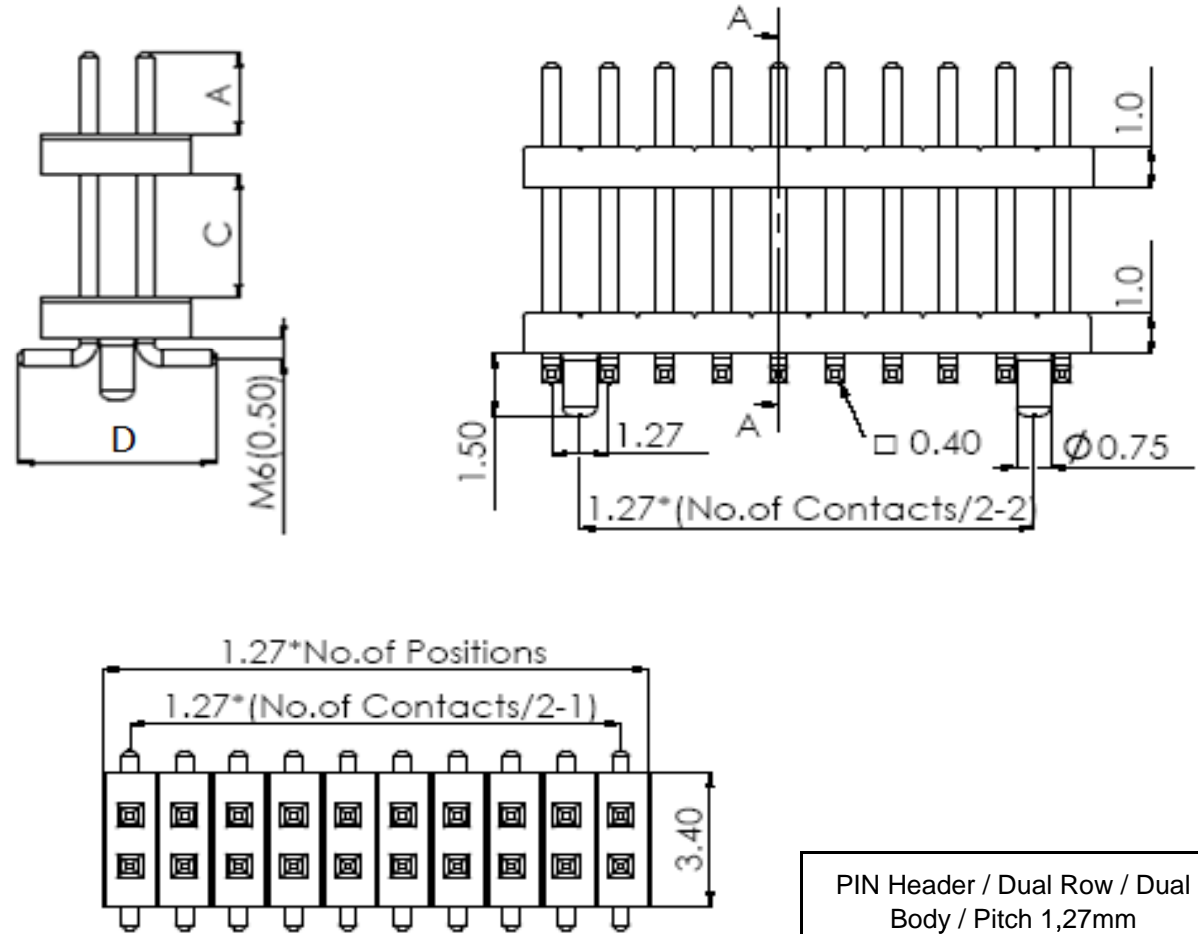 A
A
1.0
C
1.0
D
M6(0.50)
1.50
1.27
A
□ 0.40
Ø0.75
1.27*(No.of Contacts/2-2)
1.27*No.of Positions
1.27*(No.of Contacts/2-1)
3.40
PIN Header / Dual Row / Dual
Body / Pitch 1,27mm